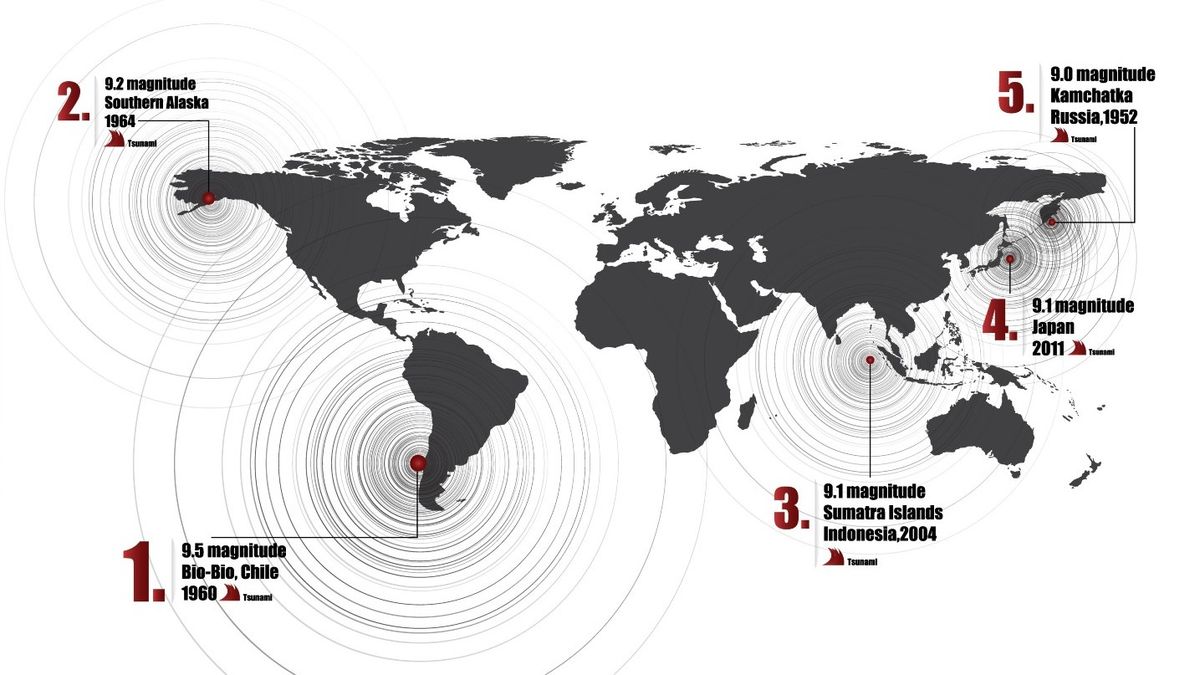 2.
9.2 magnitude
Southern Alaska
1964
Tsunami
5.
9.0 magnitude
Kamchatka
Russia,1952
Tsunami
4.
9.1 magnitude
Japan
2011 Tsunami
3.
9.1 magnitude
Sumatra Islands
Indonesia,2004
Tsunami
1.
9.5 magnitude
Bio-Bio, Chile
1960 Tsunami